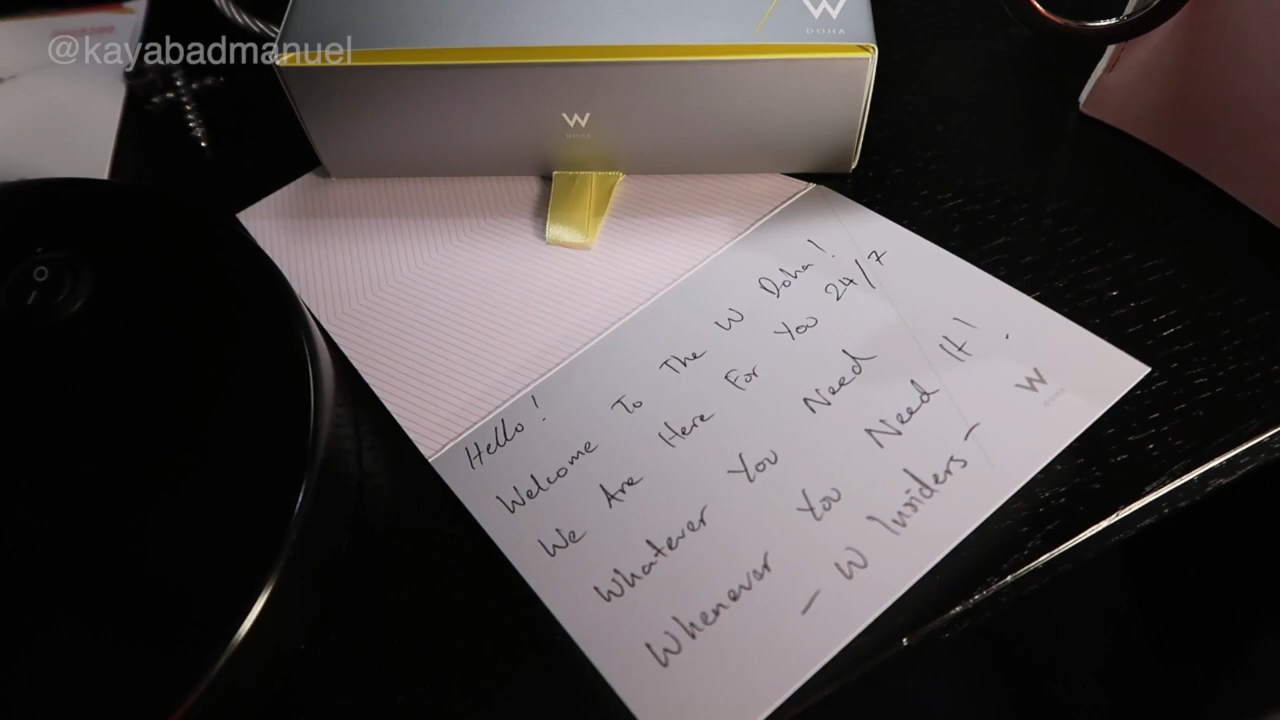 @kayabadmanuel
W
DOHA
W
DOHA
Hello!
Welcome To The W Doha!
We Are Here For You 24/7
Whatever You Need
Whenever You Need It!
- W Insiders -
W
DOHA